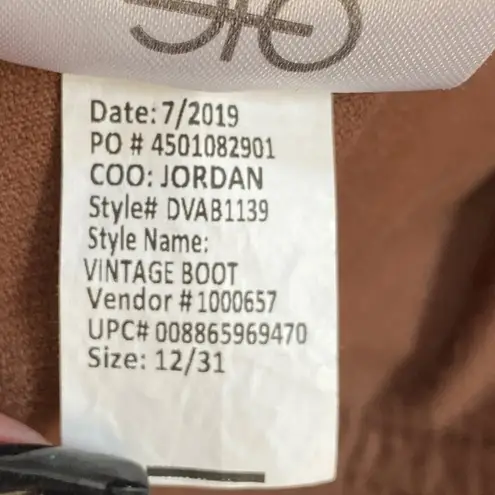 Date: 7/2019
PO # 4501082901
COO: JORDAN
Style# DVAB1139
Style Name:
VINTAGE BOOT
Vendor # 1000657
UPC# 008865969470
Size: 12/31